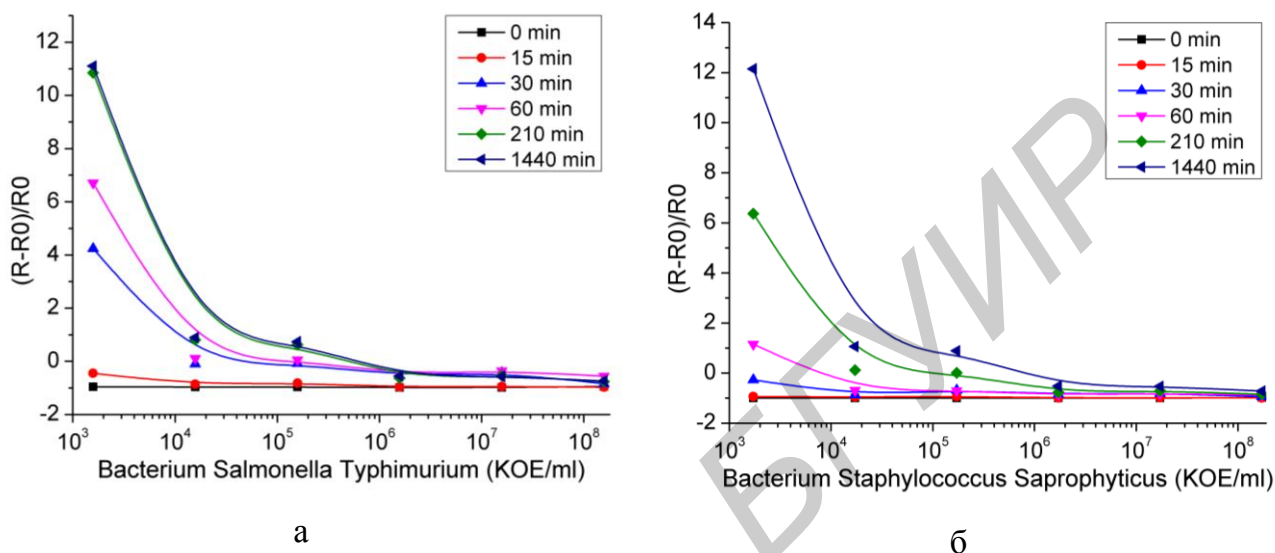 12
10
8
6
4
2
0
-2
(R-R0)/R0
0 min
15 min
30 min
60 min
210 min
1440 min
10³ 10⁴ 10⁵ 10⁶ 10⁷ 10⁸
Bacterium Salmonella Typhimurium (KOE/ml)
а
14
12
10
8
6
4
2
0
-2
(R-R0)/R0
0 min
15 min
30 min
60 min
210 min
1440 min
10³ 10⁴ 10⁵ 10⁶ 10⁷ 10⁸
Bacterium Staphylococcus Saprophyticus (KOE/ml)
б
БГУИР